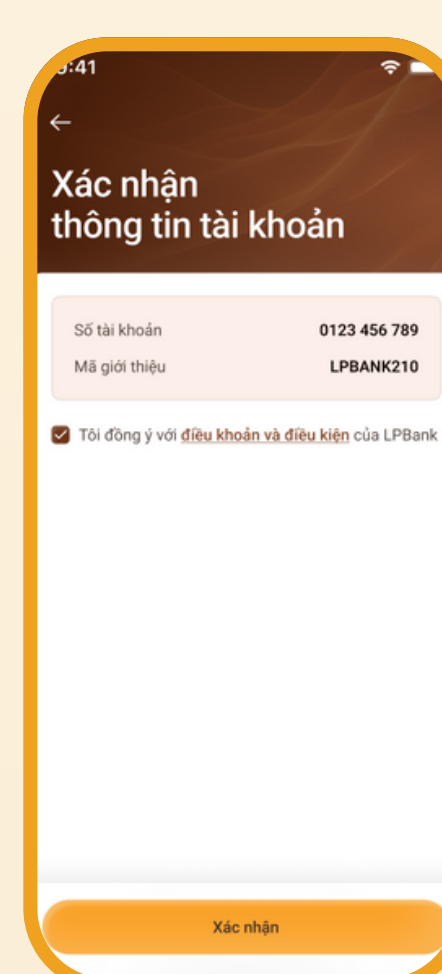 9:41
Xác nhận
thông tin tài khoản
Số tài khoản 0123 456 789
Mã giới thiệu LPBANK210
Tôi đồng ý với điều khoản và điều kiện của LPBank
Xác nhận